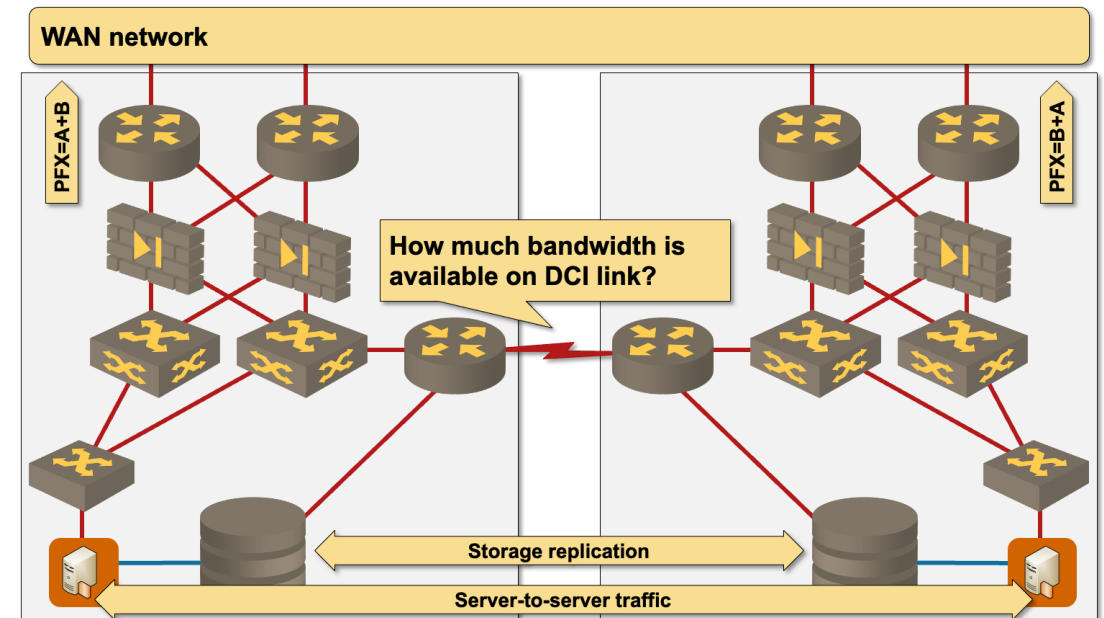 WAN network
PFX=A+B
PFX=B+A
How much bandwidth is
available on DCI link?
Storage replication
Server-to-server traffic